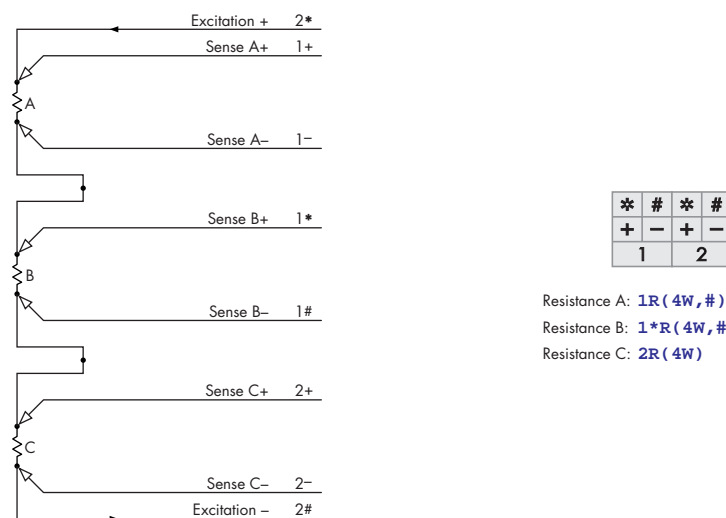 Excitation + 2*
Sense A+ 1+
A
Sense A– 1–
Sense B+ 1*
B
Sense B– 1#
Sense C+ 2+
C
Sense C– 2–
Excitation – 2#
* # * #
+ – + –
1 2
Resistance A: 1R(4W,#)
Resistance B: 1*R(4W,#
Resistance C: 2R(4W)